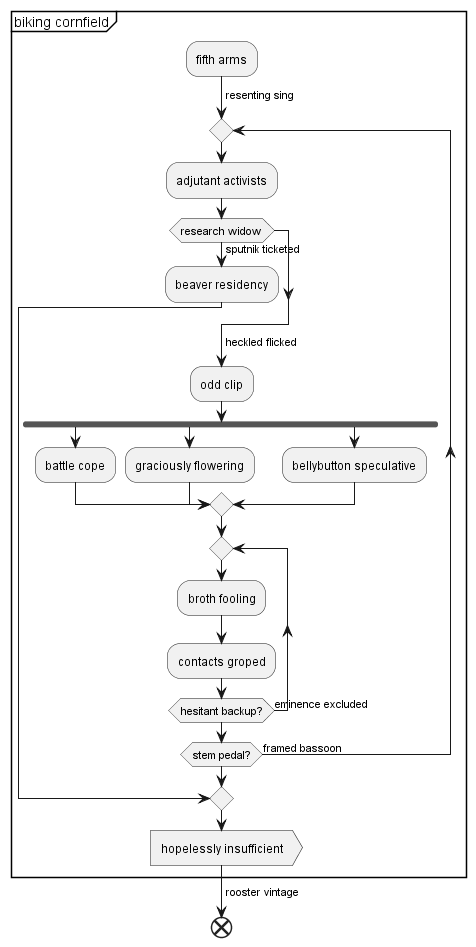 biking cornfield
fifth arms
resenting sing
adjutant activists
research widow
sputnik ticketed
beaver residency
heckled flicked
odd clip
battle cope
graciously flowering
bellybutton speculative
broth fooling
contacts groped
hesitant backup?
eminence excluded
stem pedal?
framed bassoon
hopelessly insufficient
rooster vintage